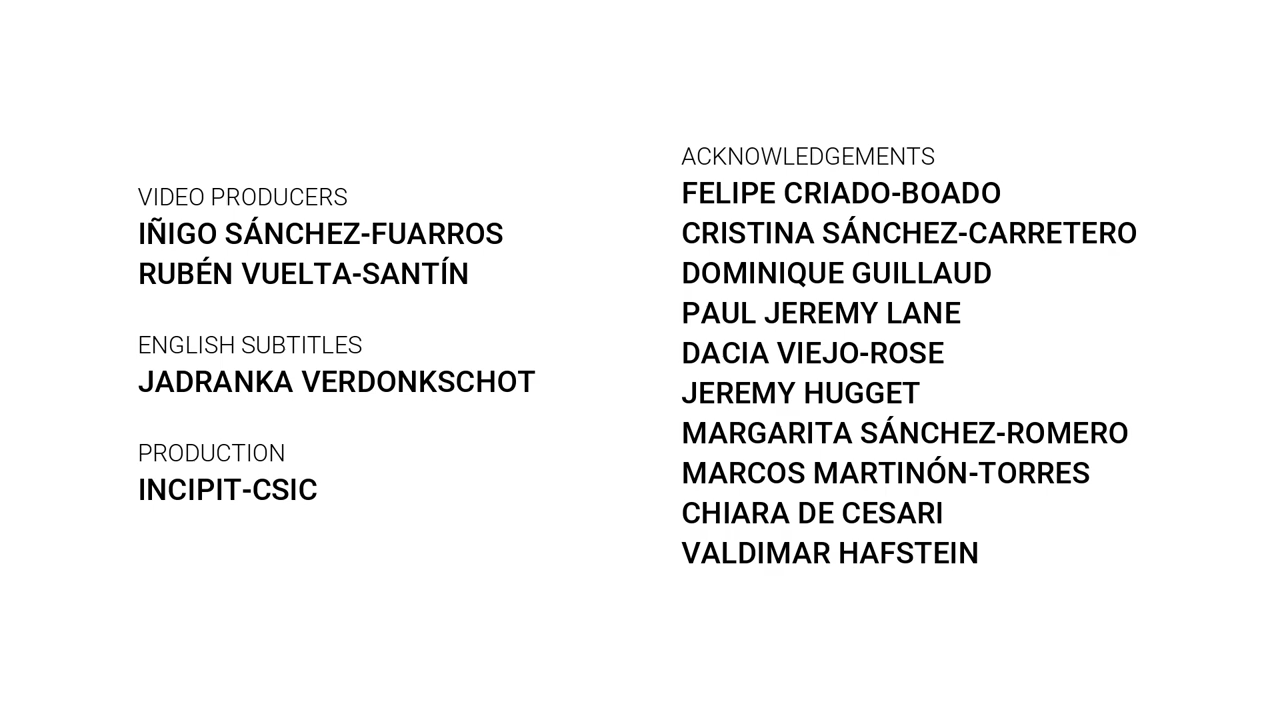 VIDEO PRODUCERS
IÑIGO SÁNCHEZ-FUARROS
RUBÉN VUELTA-SANTÍN
ENGLISH SUBTITLES
JADRANKA VERDONKSCHOT
PRODUCTION
INCIPIT-CSIC
ACKNOWLEDGEMENTS
FELIPE CRIADO-BOADO
CRISTINA SÁNCHEZ-CARRETERO
DOMINIQUE GUILLAUD
PAUL JEREMY LANE
DACIA VIEJO-ROSE
JEREMY HUGGET
MARGARITA SÁNCHEZ-ROMERO
MARCOS MARTINÓN-TORRES
CHIARA DE CESARI
VALDIMAR HAFSTEIN